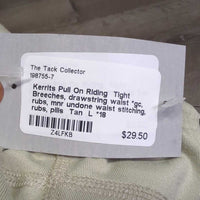 The Tack Collector
198755-7
Kerrits Pull On Riding Tight
Breeches, drawstring waist *gc,
rubs, mnr undone waist stitching,
rubs, pills Tan L *18
$29.50
Z4LFKB